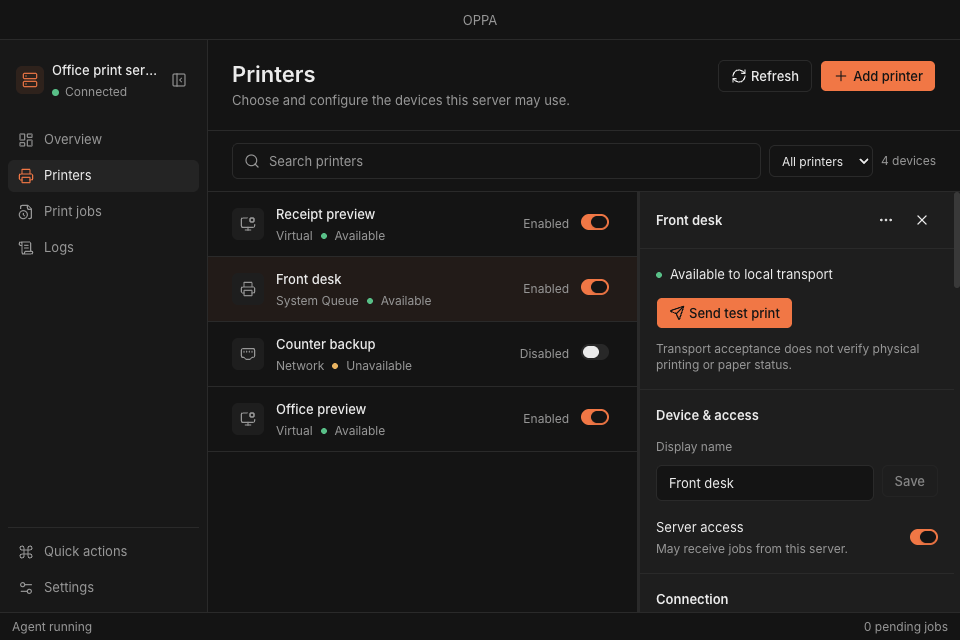 OPPA
Office print ser...
Connected
Overview
Printers
Print jobs
Logs
Quick actions
Settings
Printers
Choose and configure the devices this server may use.
Refresh
Add printer
Search printers
All printers
4 devices
Receipt preview
Virtual
Available
Enabled
Front desk
System Queue
Available
Enabled
Counter backup
Network
Unavailable
Disabled
Office preview
Virtual
Available
Enabled
Front desk
Available to local transport
Send test print
Transport acceptance does not verify physical
printing or paper status.
Device & access
Display name
Front desk
Save
Server access
May receive jobs from this server.
Connection
Agent running
0 pending jobs